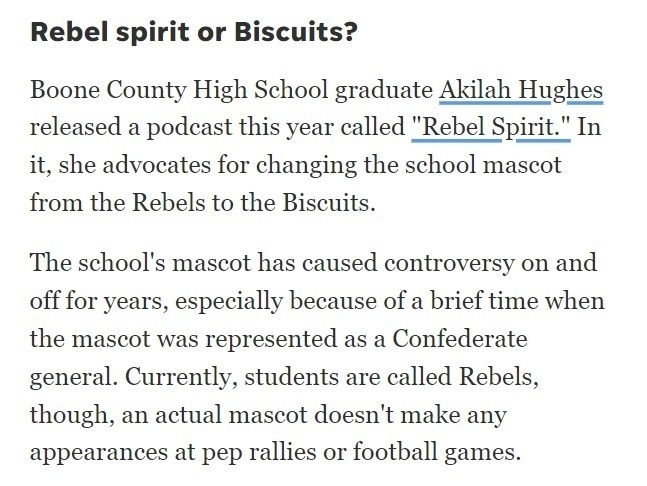 Rebel spirit or Biscuits?
Boone County High School graduate Akilah Hughes
released a podcast this year called "Rebel Spirit." In
it, she advocates for changing the school mascot
from the Rebels to the Biscuits.
The school's mascot has caused controversy on and
off for years, especially because of a brief time when
the mascot was represented as a Confederate
general. Currently, students are called Rebels,
though, an actual mascot doesn't make any
appearances at pep rallies or football games.